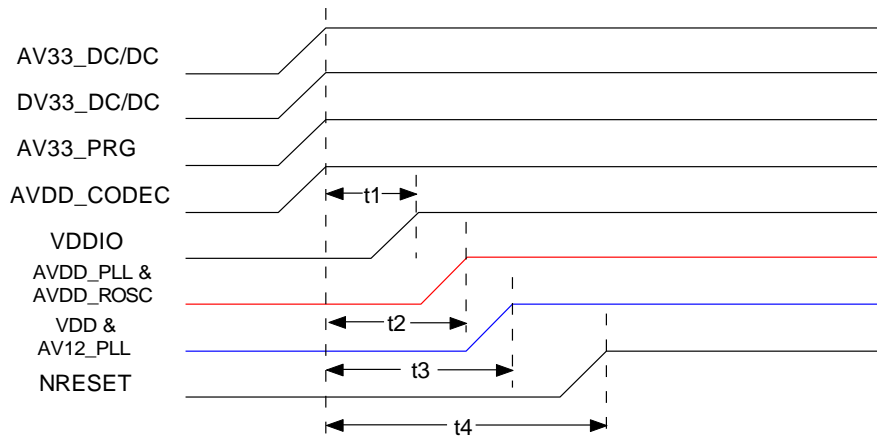 AV33_DC/DC
DV33_DC/DC
AV33_PRG
AVDD_CODEC
t1
VDDIO
AVDD_PLL &
AVDD_ROSC
t2
VDD &
AV12_PLL
t3
NRESET
t4